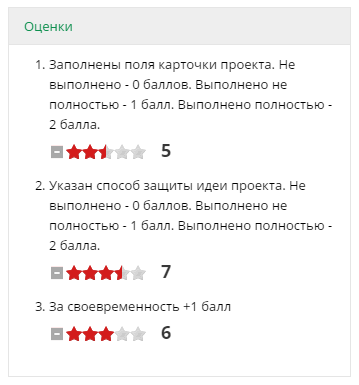 Оценки
1. Заполнены поля карточки проекта. Не
выполнено - 0 баллов. Выполнено не
полностью - 1 балл. Выполнено полностью -
2 балла.
5
2. Указан способ защиты идеи проекта. Не
выполнено - 0 баллов. Выполнено не
полностью - 1 балл. Выполнено полностью -
2 балла.
7
3. За своевременность +1 балл
6